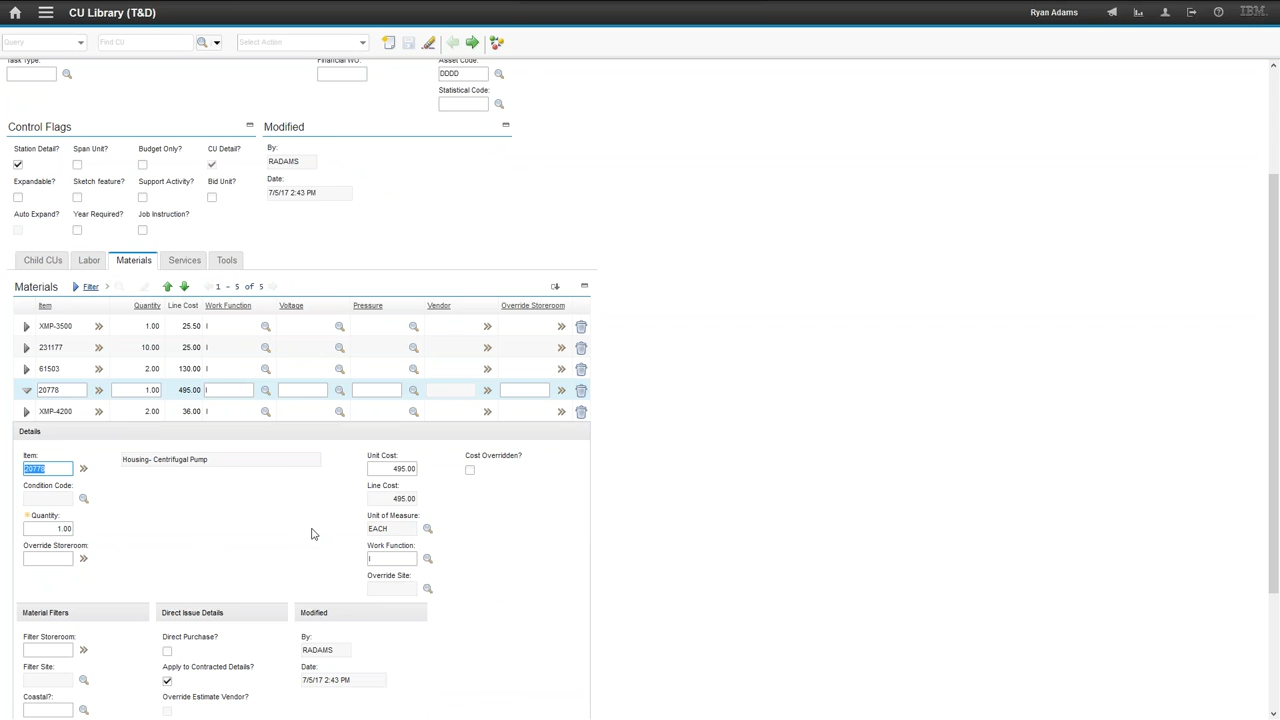 CU Library (T&D)
Ryan Adams
IBM
Query
Find CU
Select Action
Task Type:
Financial WO:
Asset Code:
DDDD
Statistical Code:
Control Flags
Modified
Station Detail?
Span Unit?
Budget Only?
CU Detail?
By:
RADAMS
Date:
7/5/17 2:43 PM
Expandable?
Sketch feature?
Support Activity?
Bid Unit?
Auto Expand?
Year Required?
Job Instruction?
Child CUs
Labor
Materials
Services
Tools
Materials
Filter
1 - 5 of 5
Item Quantity Line Cost Work Function Voltage Pressure Vendor Override Storeroom
XMP-3500 1.00 25.50 I
231177 10.00 25.00 I
61503 2.00 130.00 I
20778 1.00 495.00 I
XMP-4200 2.00 36.00 I
Details
Item:
20778
Housing- Centrifugal Pump
Unit Cost:
495.00
Cost Overridden?
Condition Code:
Line Cost:
495.00
Quantity:
1.00
Unit of Measure:
EACH
Override Storeroom:
Work Function:
I
Override Site:
Material Filters
Direct Issue Details
Modified
Filter Storeroom:
Direct Purchase?
By:
RADAMS
Filter Site:
Apply to Contracted Details?
Date:
7/5/17 2:43 PM
Coastal?:
Override Estimate Vendor?